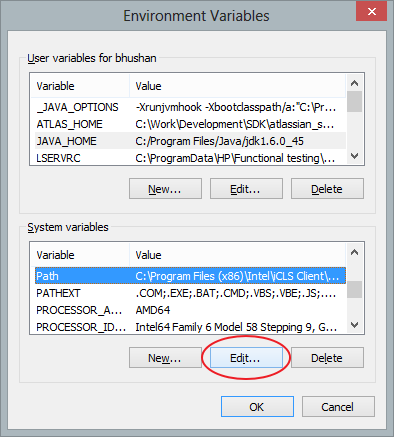 Environment Variables
User variables for bhushan
Variable Value
_JAVA_OPTIONS -Xrunjvmhook -Xbootclasspath/a:"C:\Pr...
ATLAS_HOME C:\Work\Development\SDK\atlassian_s...
JAVA_HOME C:/Program Files/Java/jdk1.6.0_45
LSERVRC C:\ProgramData\HP\Functional testing\...
New... Edit... Delete
System variables
Variable Value
Path C:\Program Files (x86)\Intel\iCLS Client\...
PATHEXT .COM;.EXE;.BAT;.CMD;.VBS;.VBE;.JS;....
PROCESSOR_A... AMD64
PROCESSOR_ID... Intel64 Family 6 Model 58 Stepping 9, G...
New... Edit... Delete
OK Cancel